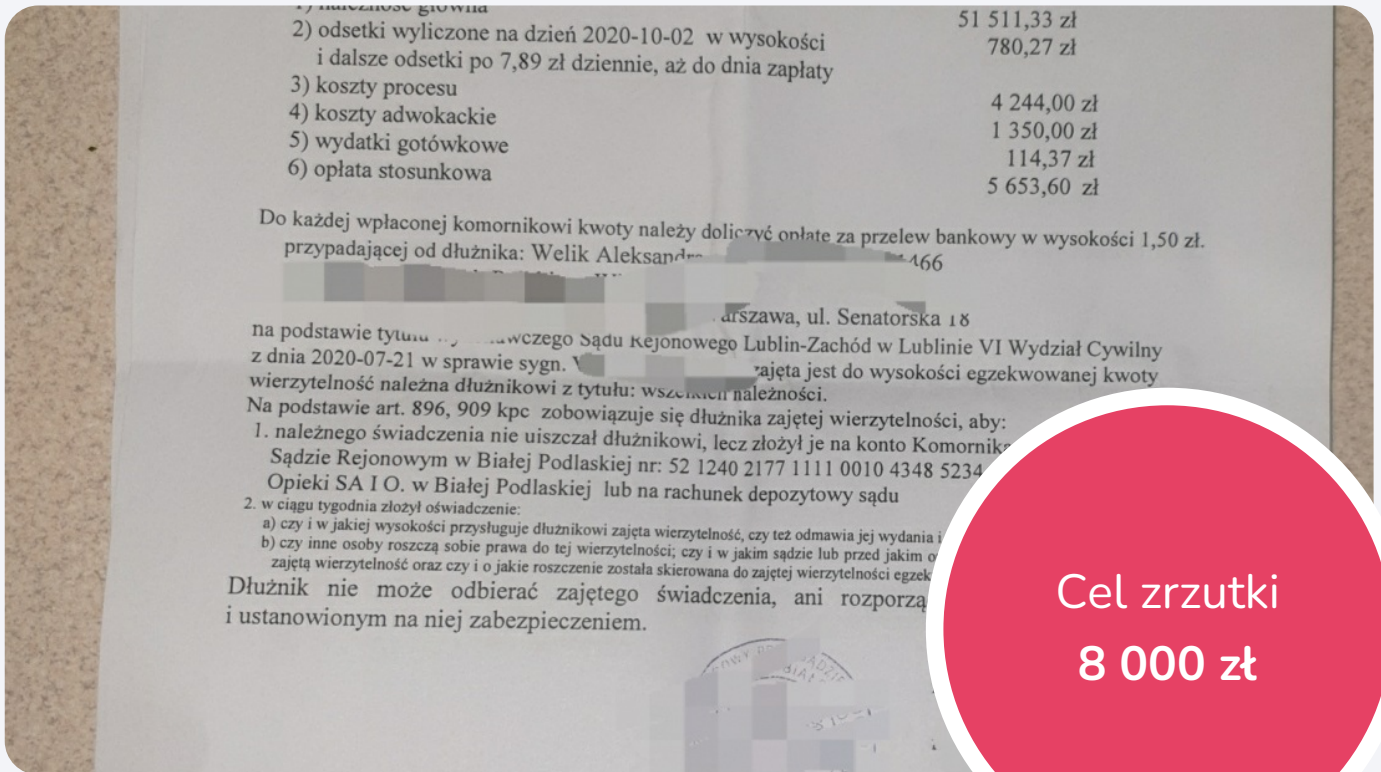 1) należność główna 51 511,33 zł
2) odsetki wyliczone na dzień 2020-10-02 w wysokości 780,27 zł
i dalsze odsetki po 7,89 zł dziennie, aż do dnia zapłaty
3) koszty procesu 4 244,00 zł
4) koszty adwokackie 1 350,00 zł
5) wydatki gotówkowe 114,37 zł
6) opłata stosunkowa 5 653,60 zł
Do każdej wpłaconej komornikowi kwoty należy doliczyć opłatę za przelew bankowy w wysokości 1,50 zł.
przypadającej od dłużnika: Welik Aleksandra 466
arszawa, ul. Senatorska 18
na podstawie tytułu wczego Sądu Rejonowego Lublin-Zachód w Lublinie VI Wydział Cywilny
z dnia 2020-07-21 w sprawie sygn. zajęta jest do wysokości egzekwowanej kwoty
wierzytelność należna dłużnikowi z tytułu: wszelkich należności.
Na podstawie art. 896, 909 kpc zobowiązuje się dłużnika zajętej wierzytelności, aby:
1. należnego świadczenia nie uiszczał dłużnikowi, lecz złożył je na konto Komornika
Sądzie Rejonowym w Białej Podlaskiej nr: 52 1240 2177 1111 0010 4348 5234
Opieki SA I O. w Białej Podlaskiej lub na rachunek depozytowy sądu
2. w ciągu tygodnia złożył oświadczenie:
a) czy i w jakiej wysokości przysługuje dłużnikowi zajęta wierzytelność, czy też odmawia jej wydania i
b) czy inne osoby roszczą sobie prawa do tej wierzytelności; czy i w jakim sądzie lub przed jakim o
zajętą wierzytelność oraz czy i o jakie roszczenie została skierowana do zajętej wierzytelności egzek
Dłużnik nie może odbierać zajętego świadczenia, ani rozporzą
i ustanowionym na niej zabezpieczeniem.
Cel zrzutki
8 000 zł